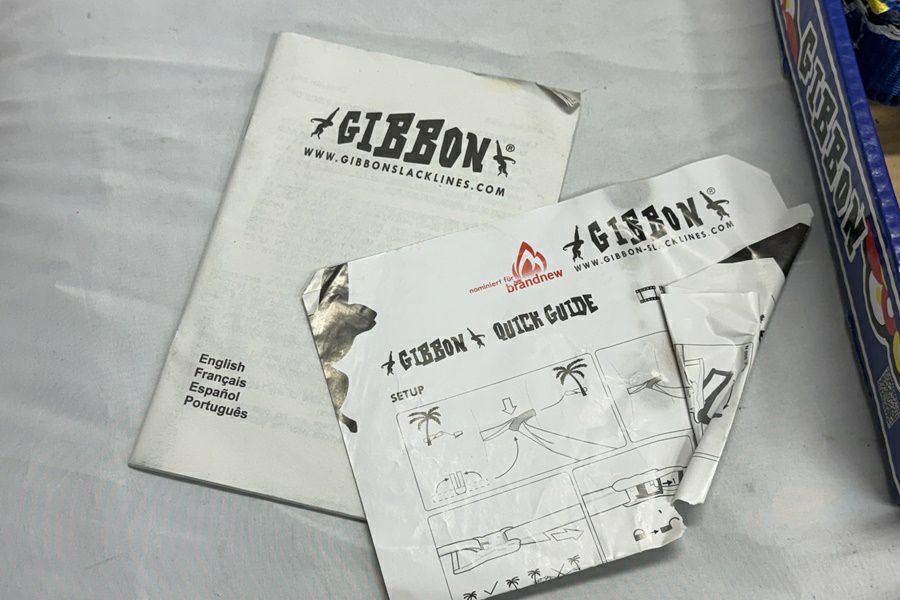 GIBBON®
WWW.GIBBONSLACKLINES.COM
English
Français
Español
Português
nominiert für
brandnew
GIBBON®
WWW.GIBBON-SLACKLINES.COM
GIBBON QUICK GUIDE
SETUP
GIBBON